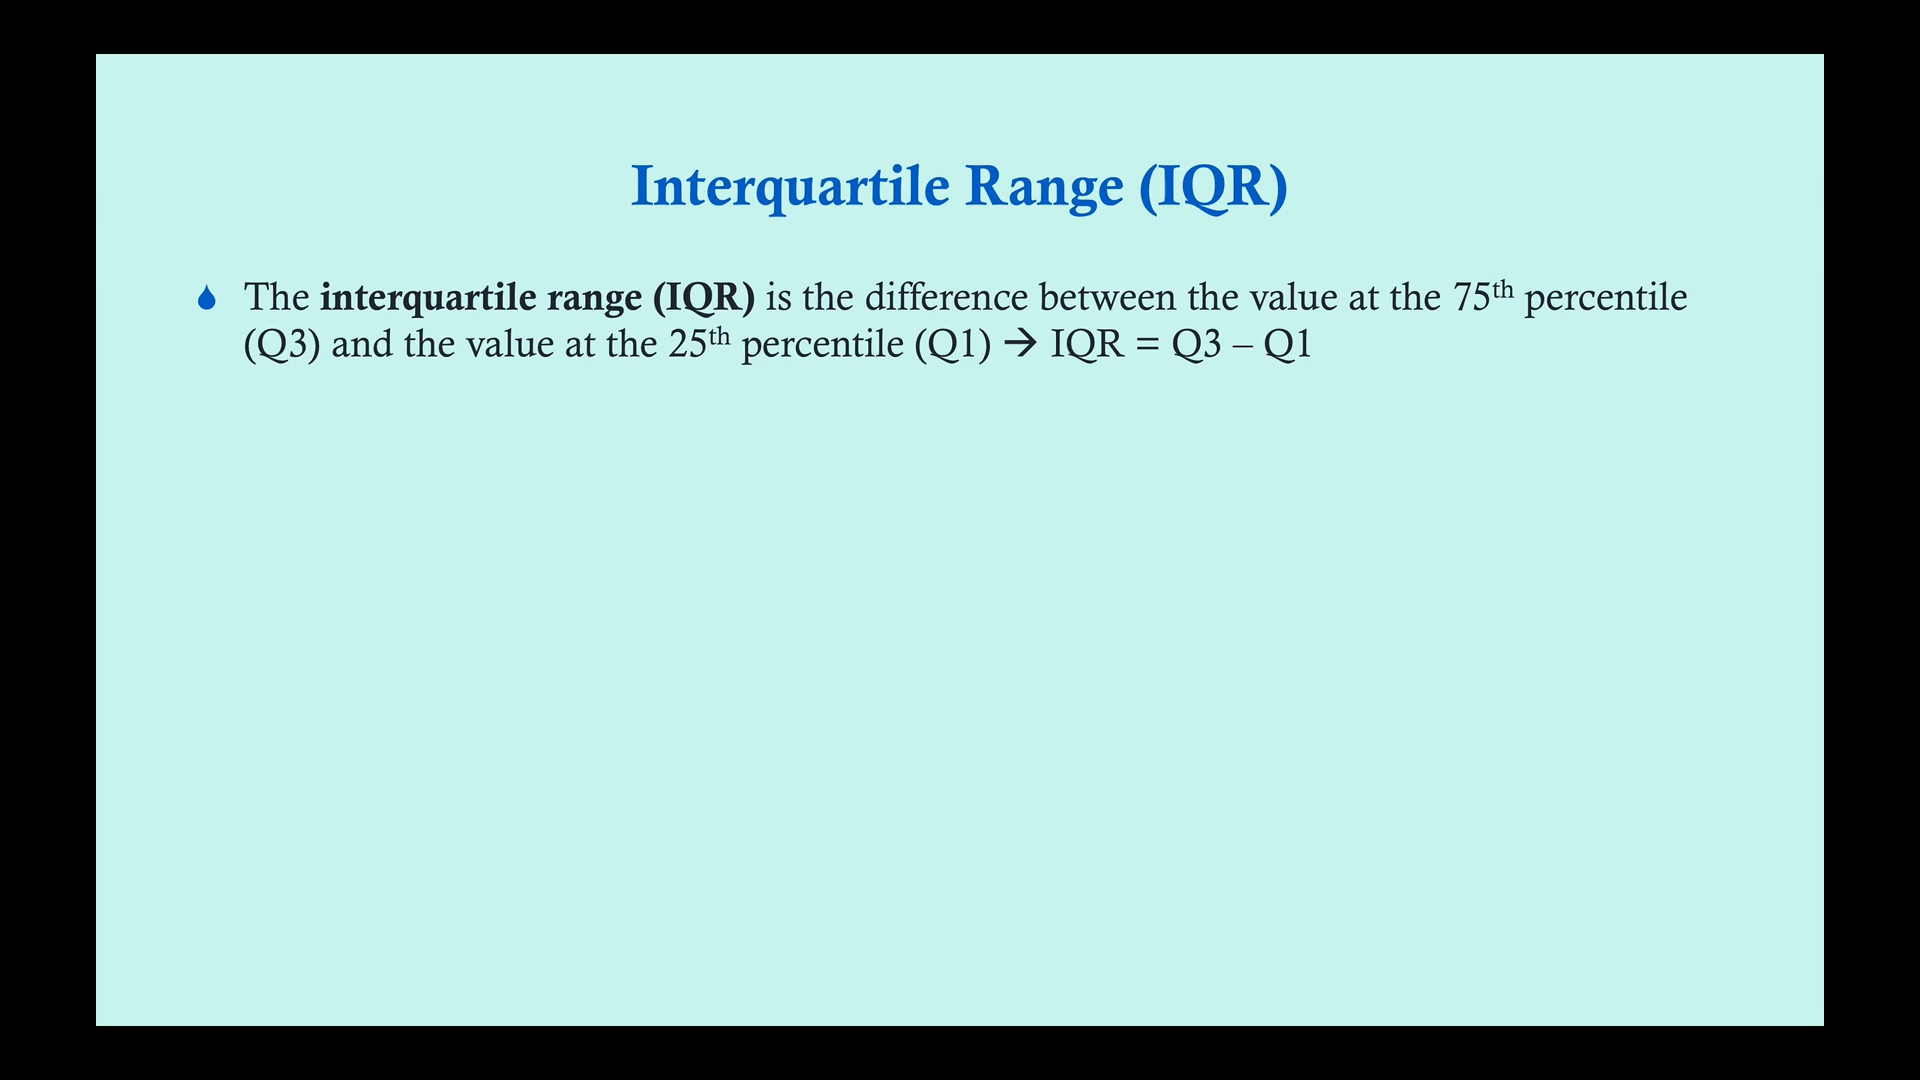 Interquartile Range (IQR)
The interquartile range (IQR) is the difference between the value at the 75th percentile
(Q3) and the value at the 25th percentile (Q1) → IQR = Q3 – Q1